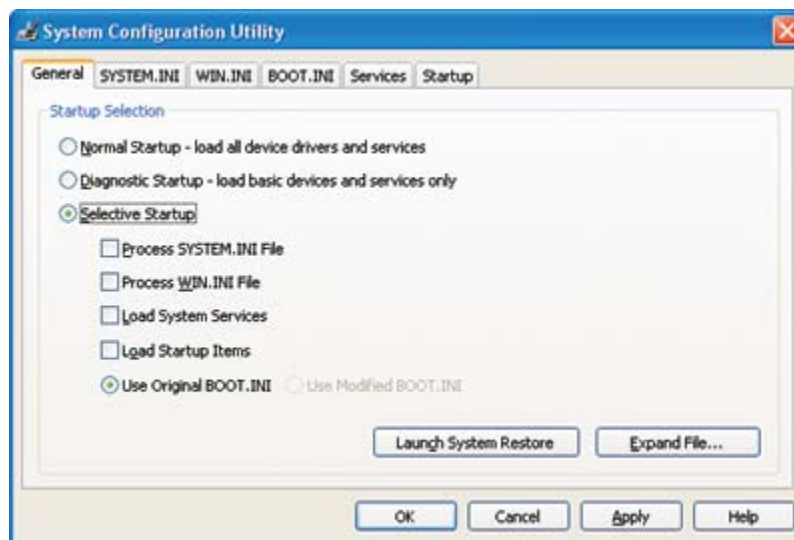 System Configuration Utility
General SYSTEM.INI WIN.INI BOOT.INI Services Startup
Startup Selection
Normal Startup - load all device drivers and services
Diagnostic Startup - load basic devices and services only
Selective Startup
Process SYSTEM.INI File
Process WIN.INI File
Load System Services
Load Startup Items
Use Original BOOT.INI Use Modified BOOT.INI
Launch System Restore Expand File...
OK Cancel Apply Help